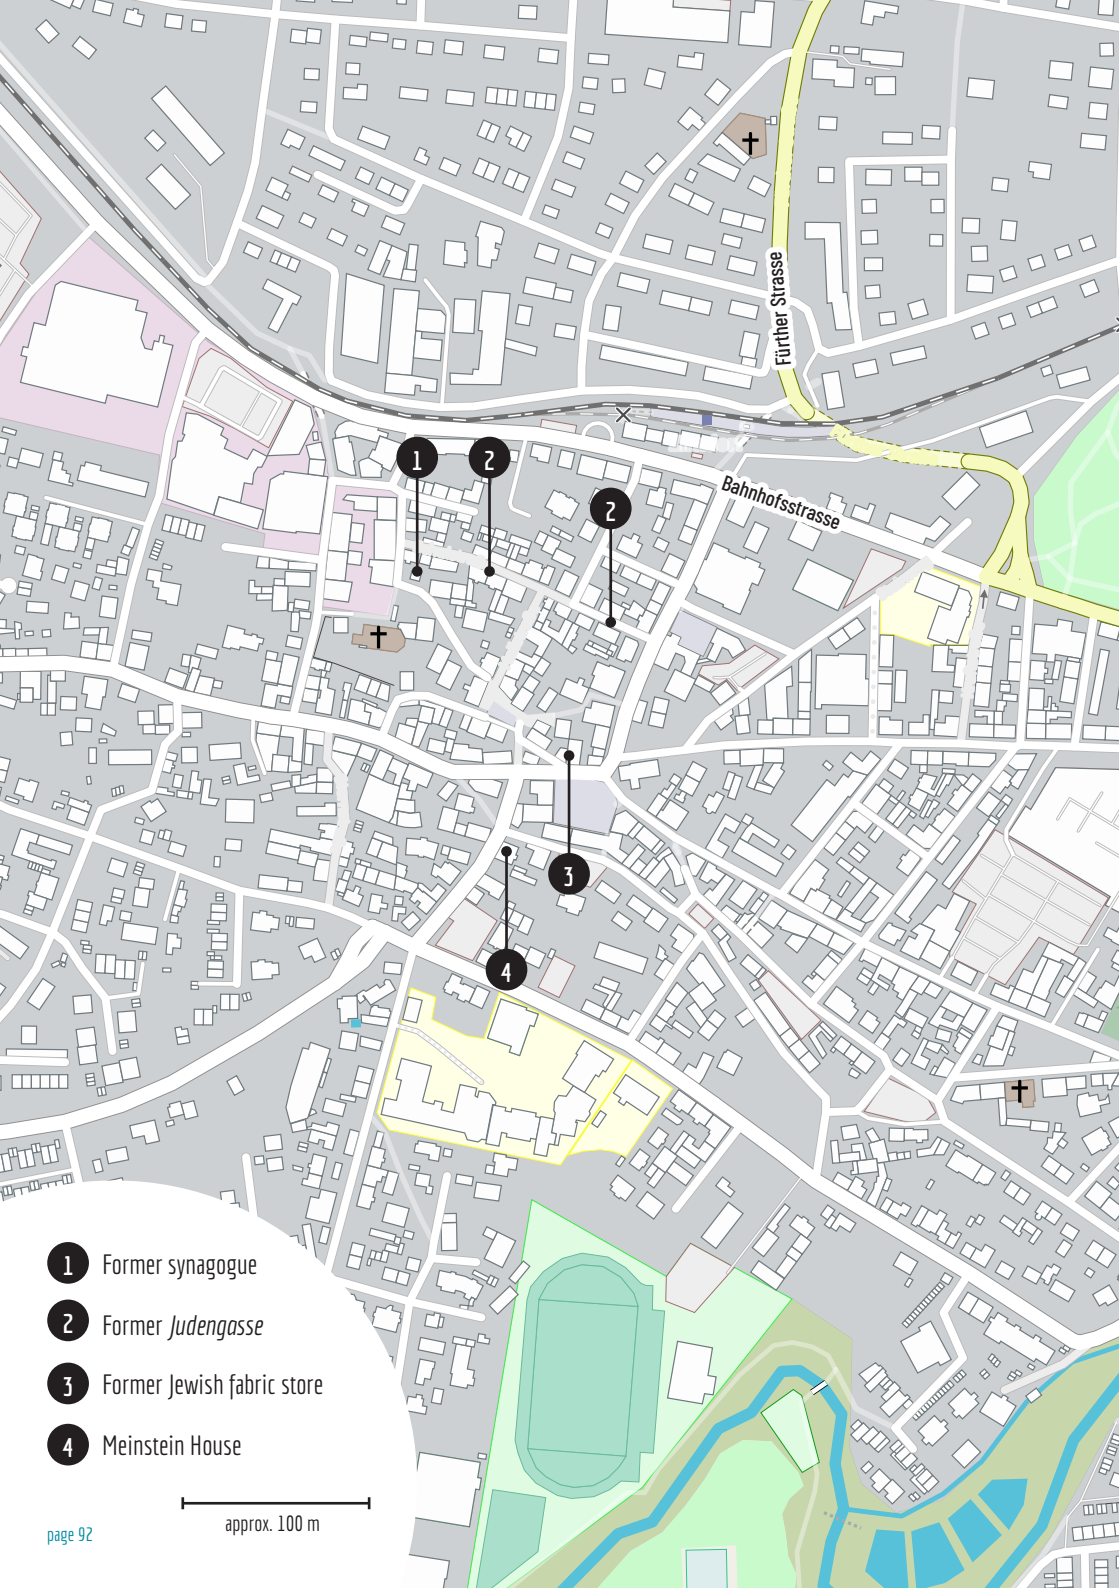 Fürther Strasse
Bahnhofsstrasse
1
2
2
3
4
1 Former synagogue
2 Former Judengasse
3 Former Jewish fabric store
4 Meinstein House
approx. 100 m
page 92